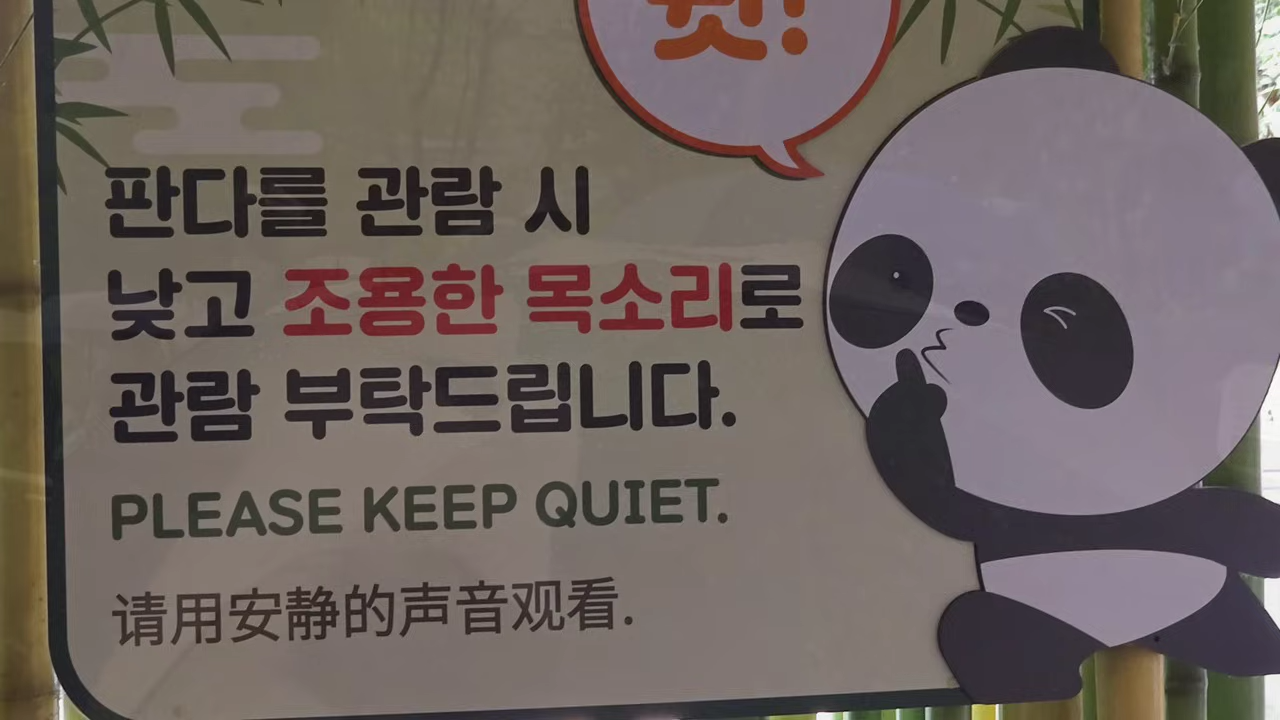 쉿!
판다를 관람 시
낮고 조용한 목소리로
관람 부탁드립니다.
PLEASE KEEP QUIET.
请用安静的声音观看.